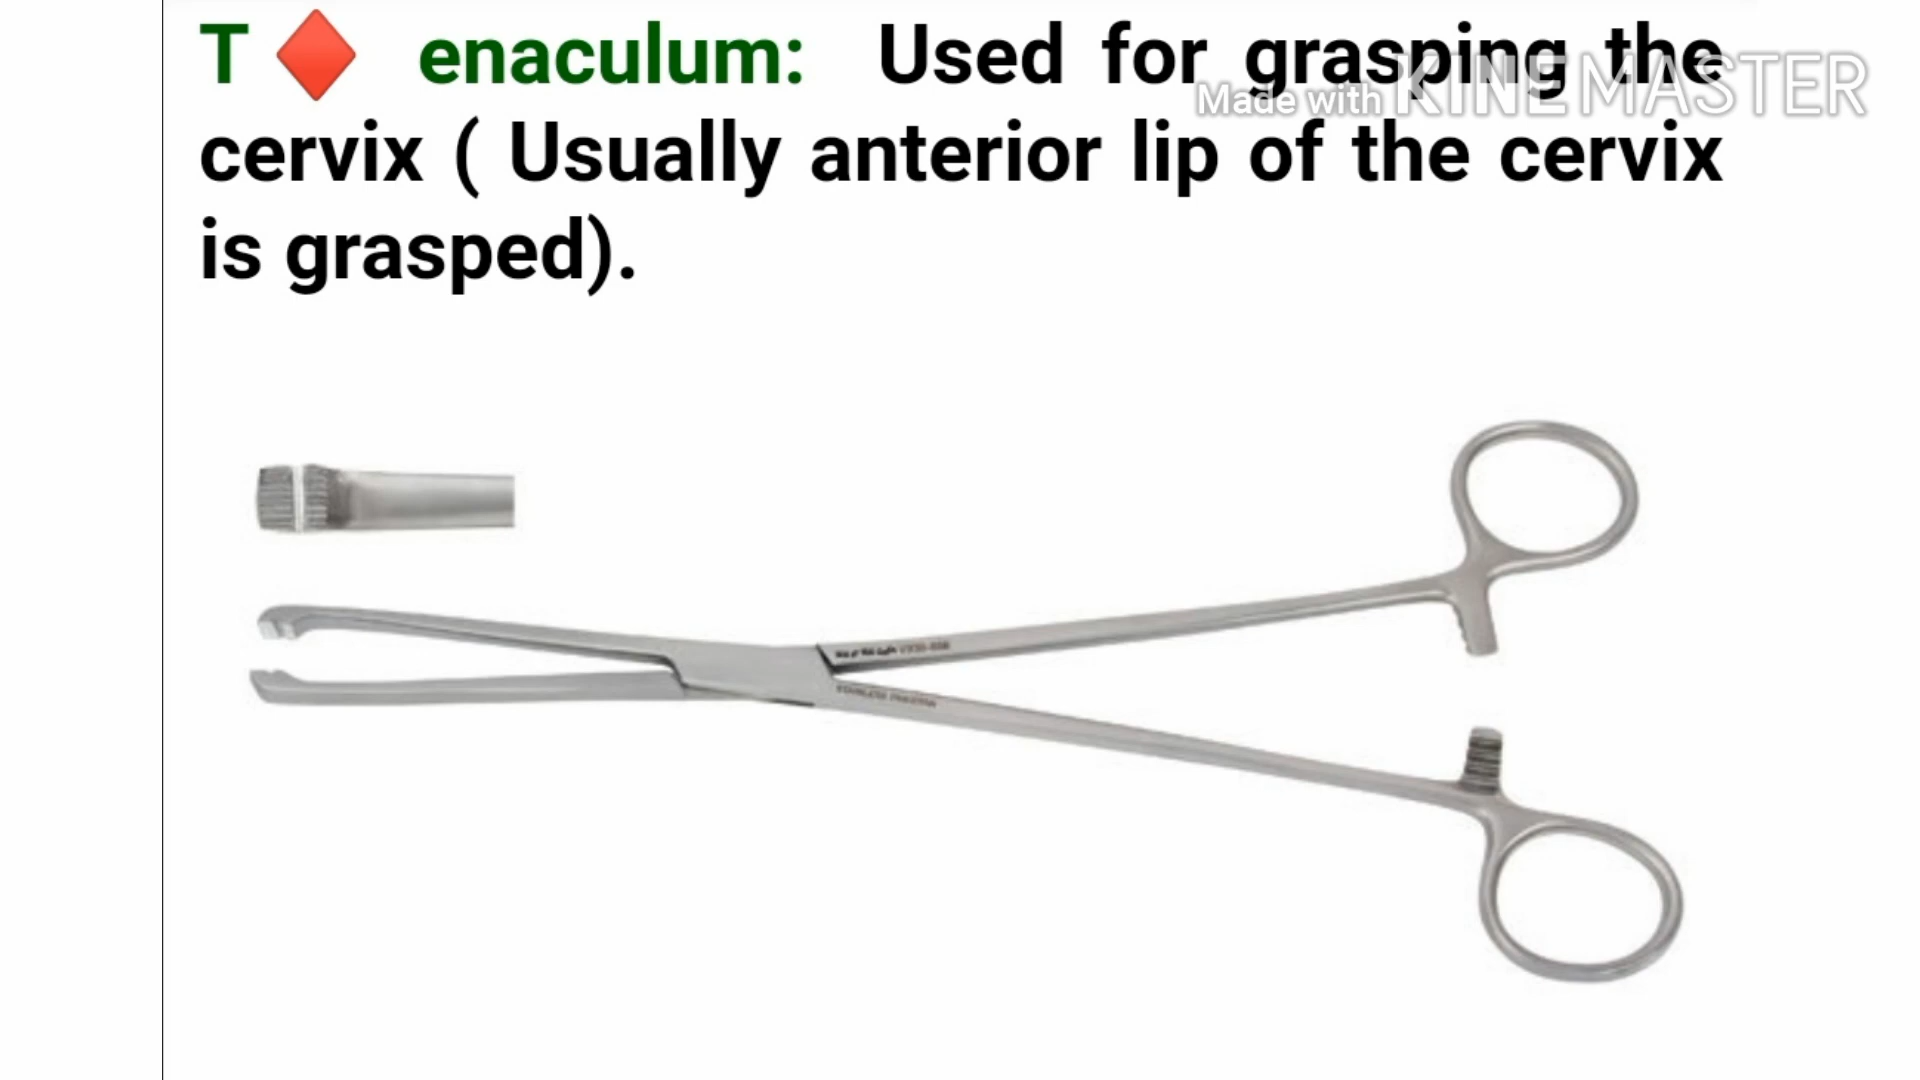 T♦️ enaculum: Used for grasping the
Made with KINEMASTER
cervix ( Usually anterior lip of the cervix
is grasped).